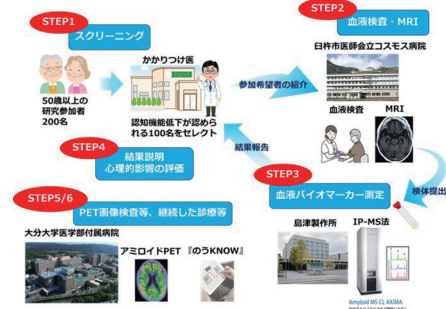 STEP1
スクリーニング
かかりつけ医
クリニック
50歳以上の
研究参加者
200名
認知機能低下が認めら
れる100名をセレクト
参加希望者の紹介
STEP2
血液検査・MRI
臼杵市医師会立コスモス病院
血液検査
MRI
検体提出
STEP3
血液バイオマーカー測定
島津製作所
IP-MS法
Amyloid MS CL AXIMA
結果報告
STEP4
結果説明
心理的影響の評価
STEP5/6
PET画像検査等、継続した診療等
大分大学医学部付属病院
アミロイドPET
『のうKNOW』